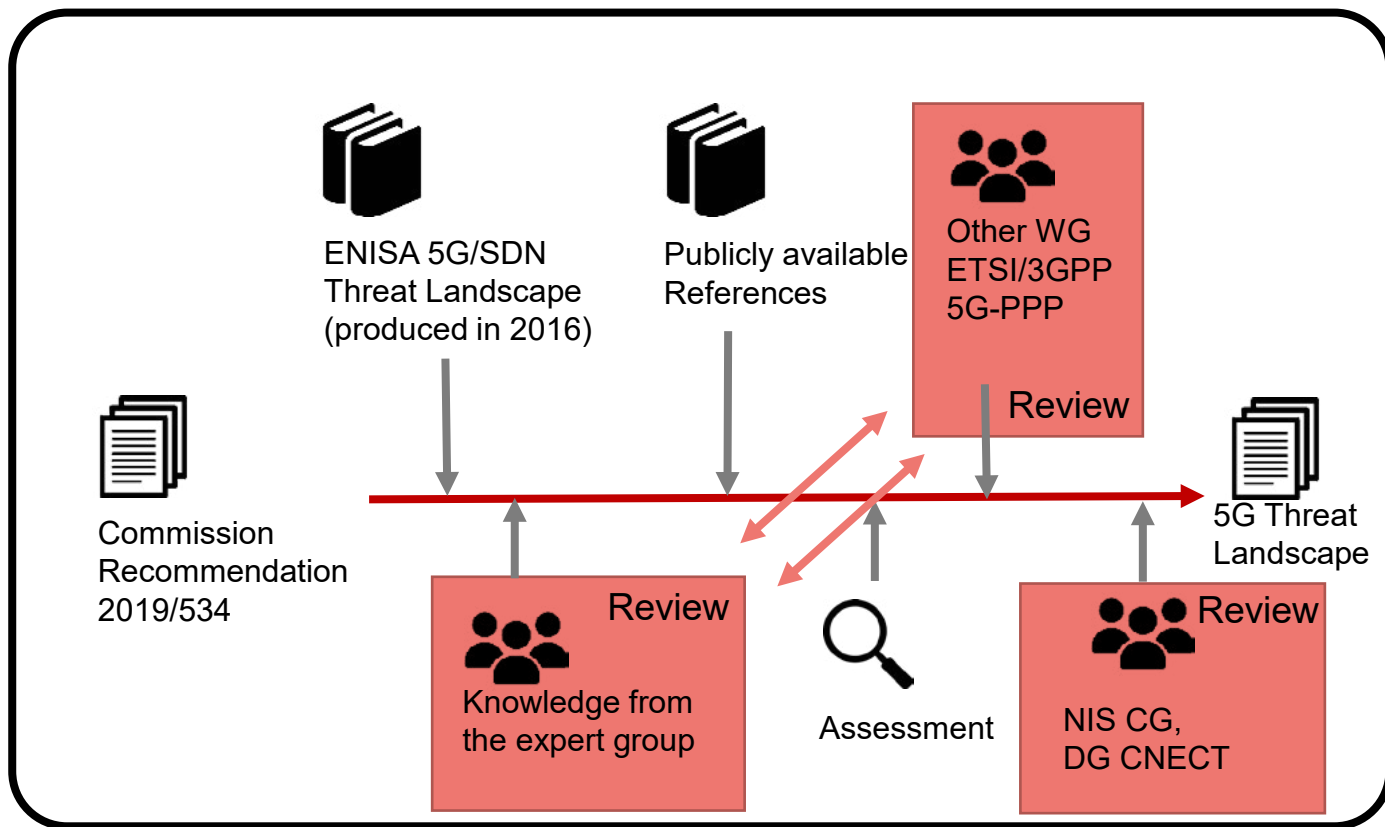 ENISA 5G/SDN
Threat Landscape
(produced in 2016)
Publicly available
References
Other WG
ETSI/3GPP
5G-PPP
Review
Commission
Recommendation
2019/534
5G Threat
Landscape
Review
Knowledge from
the expert group
Assessment
Review
NIS CG,
DG CNECT